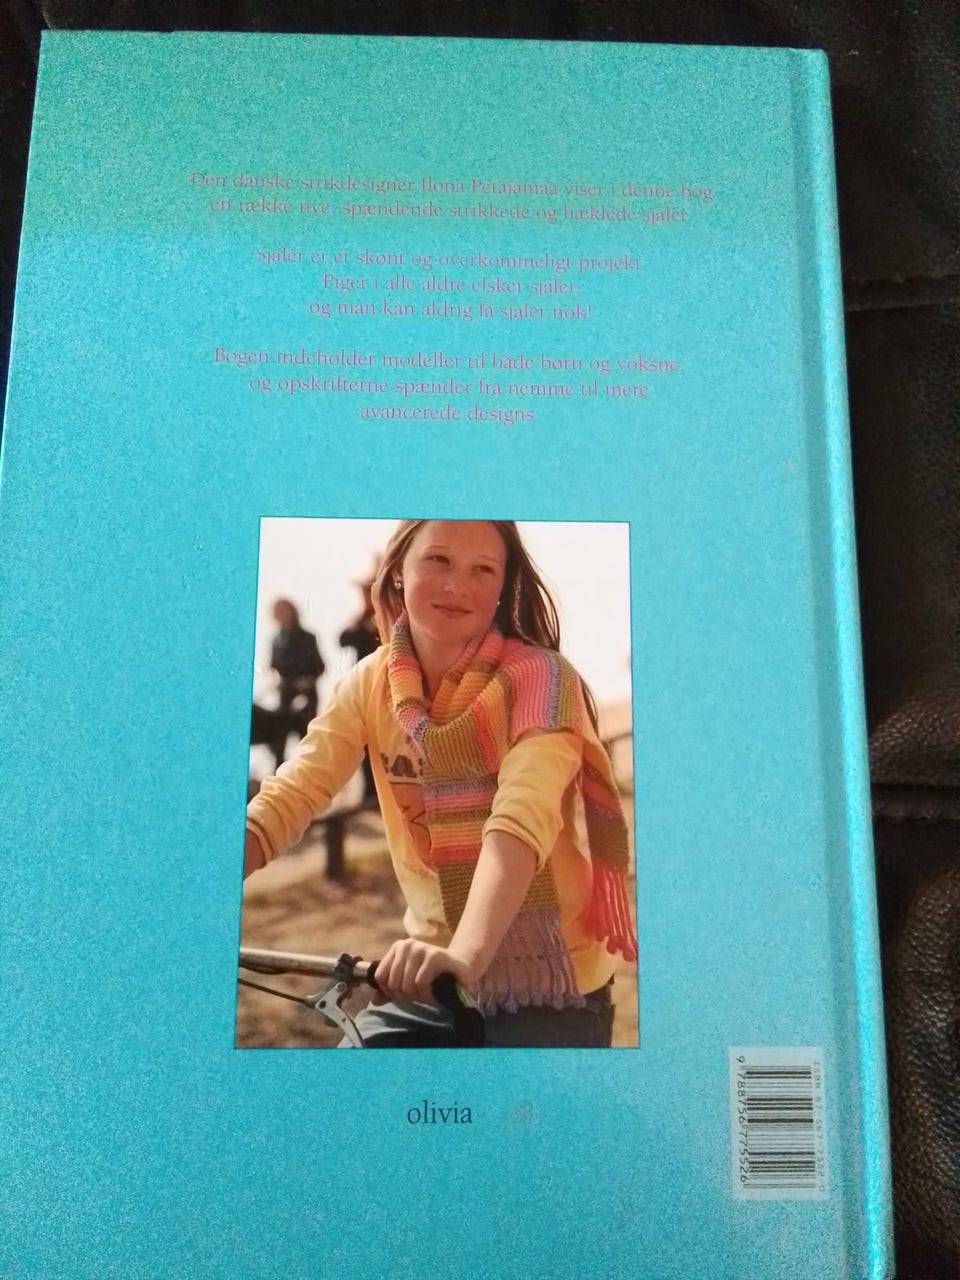 Den danske strikdesigner Ilona Petäjämaa viser i denne bog
en række nye, spændende strikkede og hæklede sjaler
Sjaler er et skønt og overkommeligt projekt
Piger i alle aldre elsker sjaler,
og man kan aldrig få sjaler nok!
Bogen indeholder modeller til både børn og voksne,
og opskrifterne spænder fra nemme til mere
avancerede designs
olivia
9788756775526